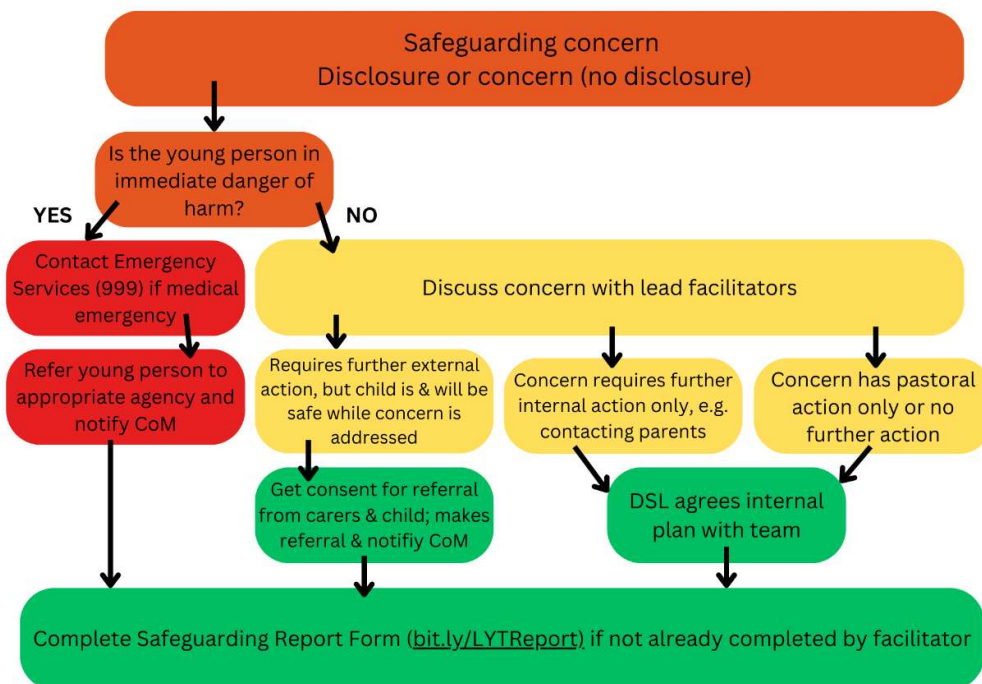 Safeguarding concern
Disclosure or concern (no disclosure)
Is the young person in
immediate danger of
harm?
YES
NO
Contact Emergency
Services (999) if medical
emergency
Discuss concern with lead facilitators
Refer young person to
appropriate agency and
notify CoM
Requires further external
action, but child is & will be
safe while concern is
addressed
Concern requires further
internal action only, e.g.
contacting parents
Concern has pastoral
action only or no
further action
Get consent for referral
from carers & child; makes
referral & notifiy CoM
DSL agrees internal
plan with team
Complete Safeguarding Report Form (bit.ly/LYTReport) if not already completed by facilitator